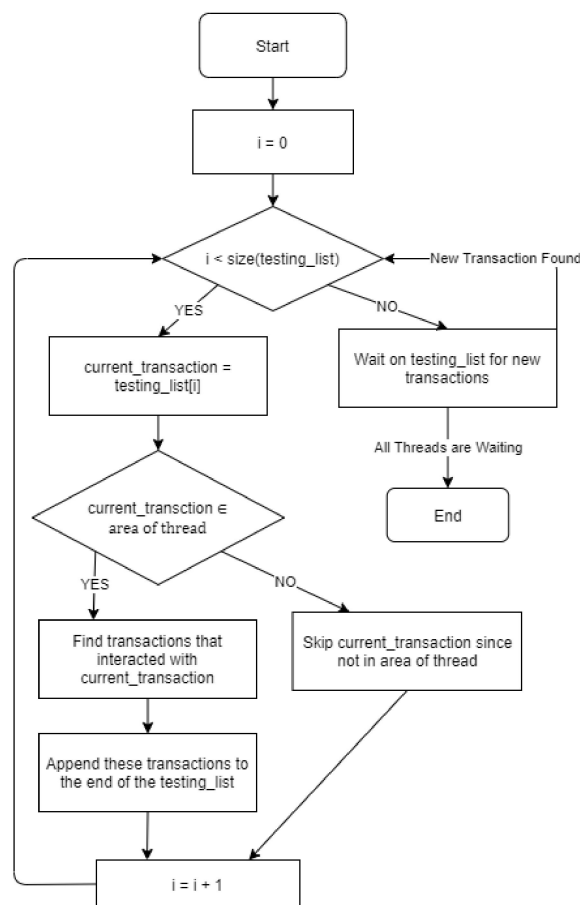 Start
i = 0
i < size(testing_list)
New Transaction Found
YES
NO
current_transaction =
testing_list[i]
Wait on testing_list for new
transactions
All Threads are Waiting
End
current_transction ∈
area of thread
YES
NO
Find transactions that
interacted with
current_transaction
Skip current_transaction since
not in area of thread
Append these transactions to
the end of the testing_list
i = i + 1